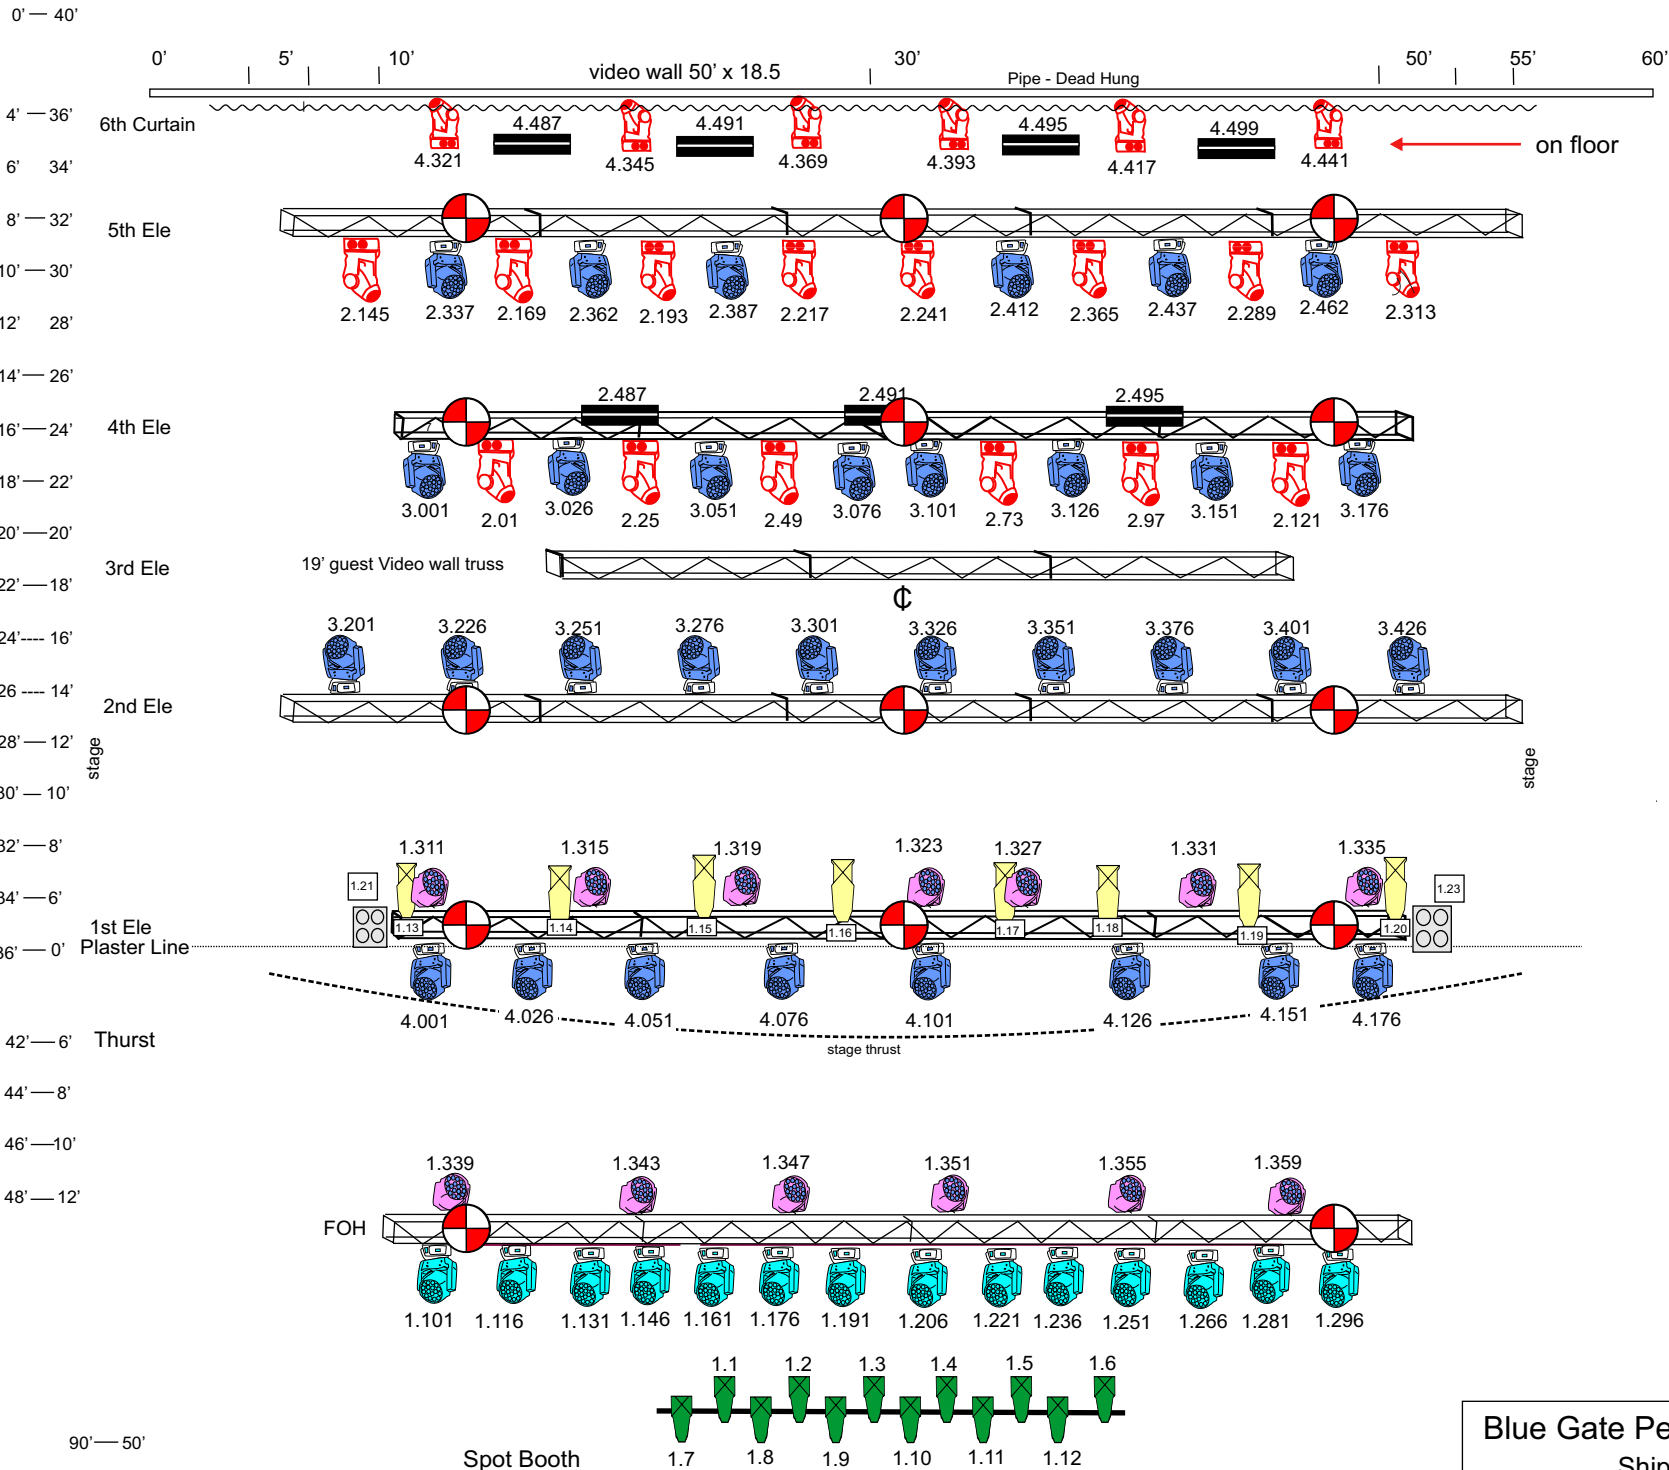 0’ — 40’
0’ 5’ 10’ 30’ 50’ 55’ 60’
video wall 50’ x 18.5
Pipe - Dead Hung
4’ — 36’
6th Curtain
4.487 4.491 4.495 4.499
4.321 4.345 4.369 4.393 4.417 4.441
on floor
6’ 34’
8’ — 32’
5th Ele
10’ — 30’
2.145 2.337 2.169 2.362 2.193 2.387 2.217 2.241 2.412 2.365 2.437 2.289 2.462 2.313
12’ 28’
14’ — 26’
2.487 2.491 2.495
16’ — 24’
4th Ele
18’ — 22’
3.001 2.01 3.026 2.25 3.051 2.49 3.076 3.101 2.73 3.126 2.97 3.151 2.121 3.176
20’ — 20’
3rd Ele
19’ guest Video wall truss
22’ — 18’
24’---- 16’
3.201 3.226 3.251 3.276 3.301 3.326 3.351 3.376 3.401 3.426
26 ---- 14’
2nd Ele
28’ — 12’
stage
stage
30’ — 10’
32’ — 8’
1.311 1.315 1.319 1.323 1.327 1.331 1.335
1.21 1.23
34’ — 6’
1st Ele
1.13 1.14 1.15 1.16 1.17 1.18 1.19 1.20
36’ — 0’
Plaster Line
4.001 4.026 4.051 4.076 4.101 4.126 4.151 4.176
stage thrust
42’ — 6’
Thurst
44’ — 8’
46’ — 10’
1.339 1.343 1.347 1.351 1.355 1.359
48’ — 12’
FOH
1.101 1.116 1.131 1.146 1.161 1.176 1.191 1.206 1.221 1.236 1.251 1.266 1.281 1.296
1.1 1.2 1.3 1.4 1.5 1.6
90’ — 50’
Spot Booth
1.7 1.8 1.9 1.10 1.11 1.12
Blue Gate Pe
Ship